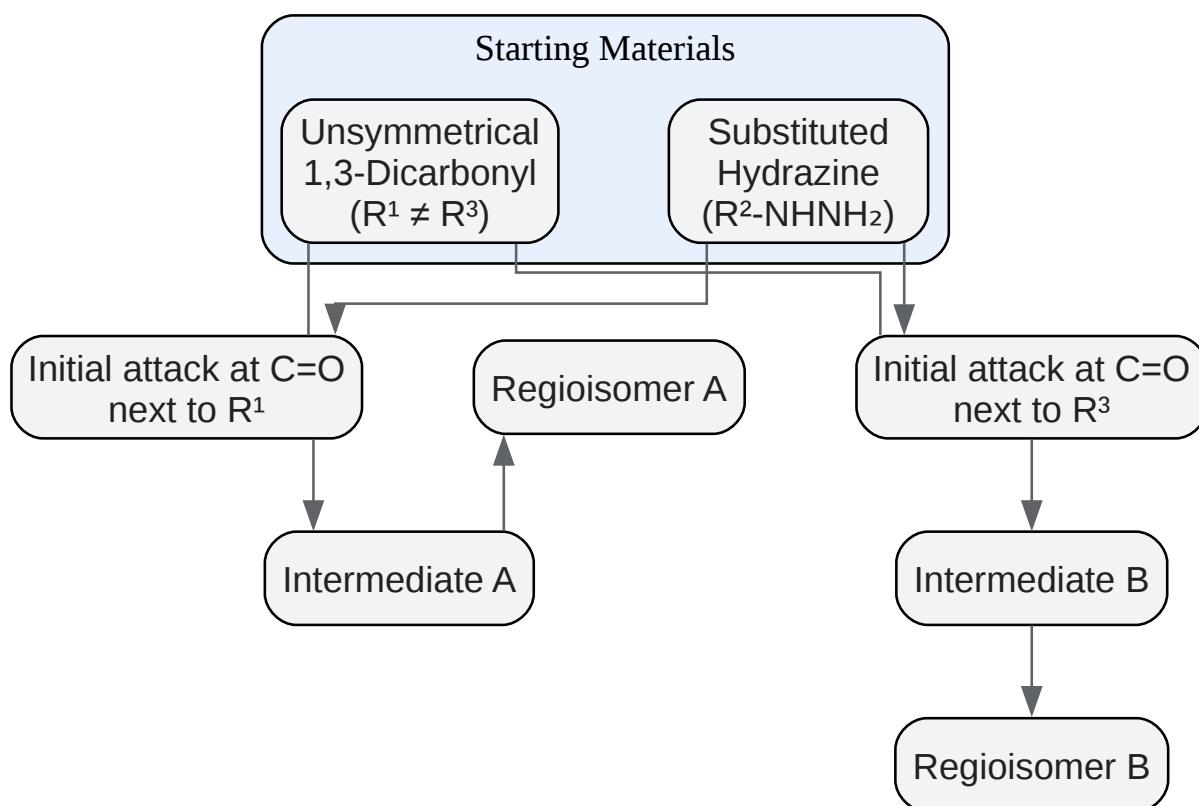 Starting Materials
Unsymmetrical
1,3-Dicarbonyl
(R¹ ≠ R³)
Substituted
Hydrazine
(R²-NHNH₂)
Initial attack at C=O
next to R¹
Regioisomer A
Initial attack at C=O
next to R³
Intermediate A
Intermediate B
Regioisomer B